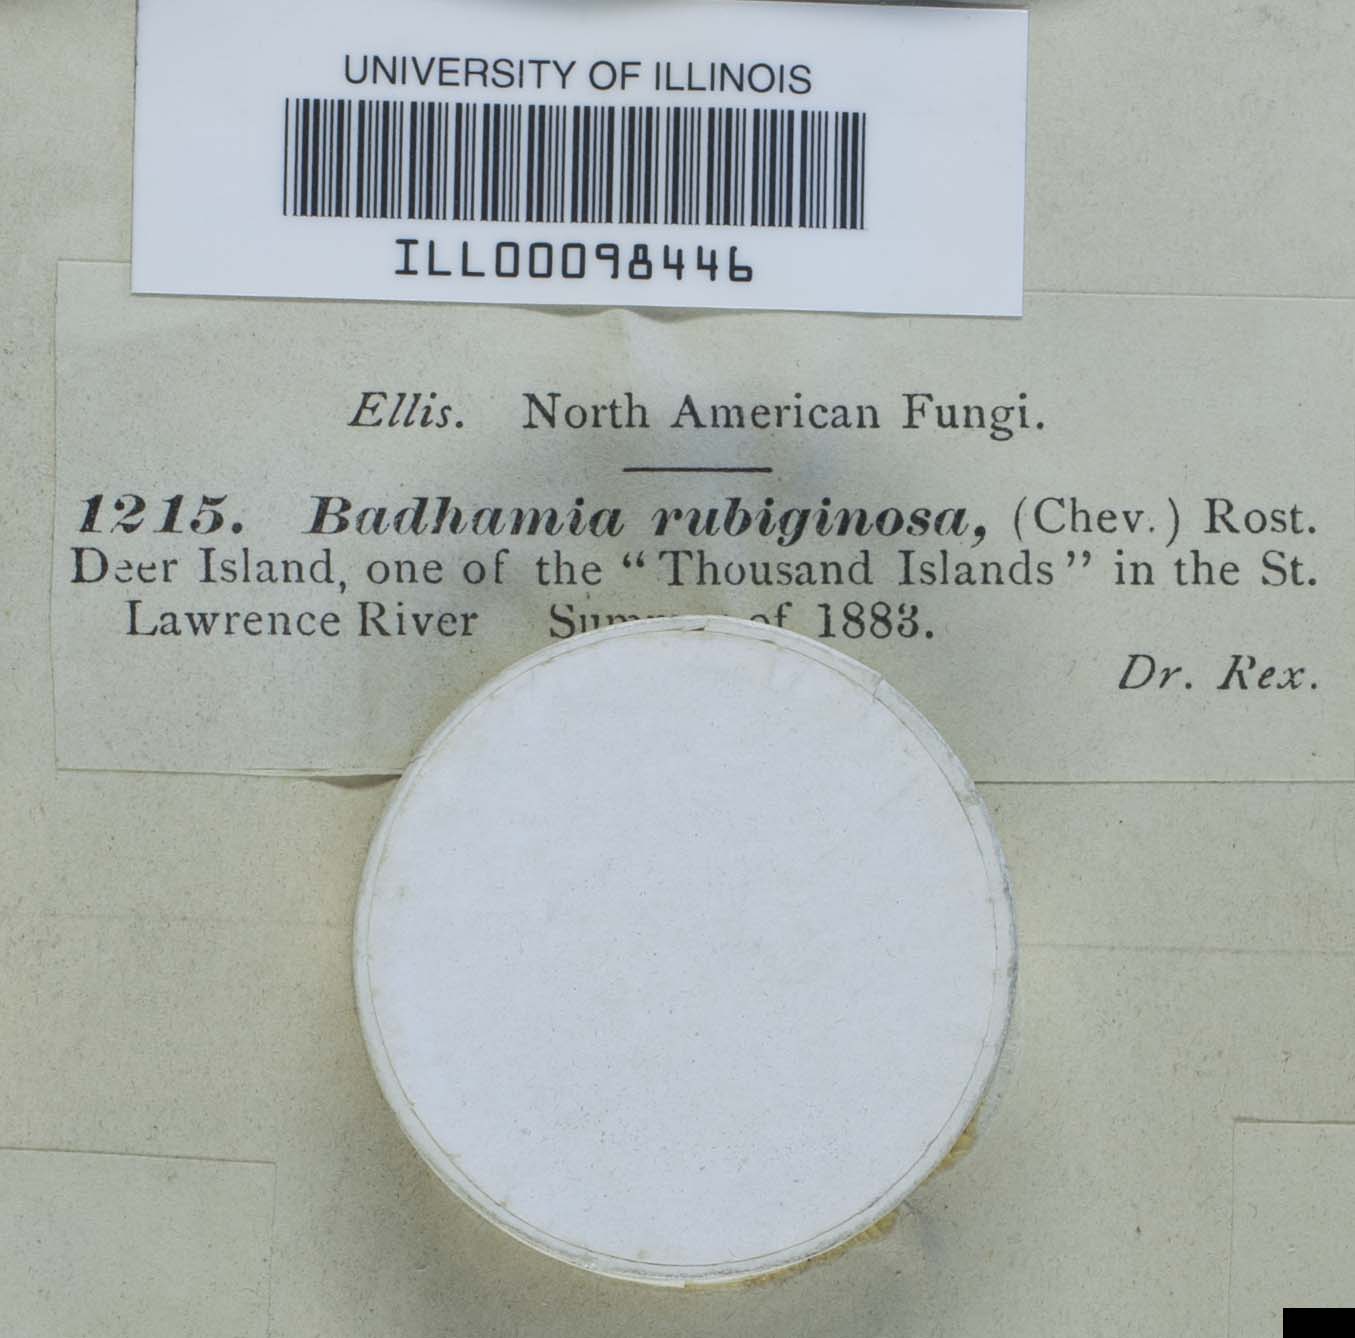 UNIVERSITY OF ILLINOIS
ILL00098446
Ellis. North American Fungi.
1215. Badhamia rubiginosa, (Chev.) Rost.
Deer Island, one of the “Thousand Islands” in the St.
Lawrence River of 1883.
Dr. Rex.